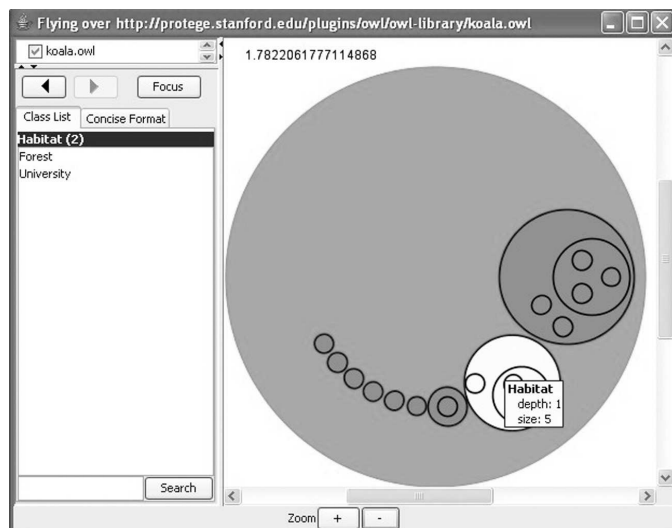 Flying over http://protege.stanford.edu/plugins/owl/owl-library/koala.owl
koala.owl
1.7822061777114868
Focus
Class List Concise Format
Habitat (2)
Forest
University
Habitat
depth: 1
size: 5
Search
Zoom + -